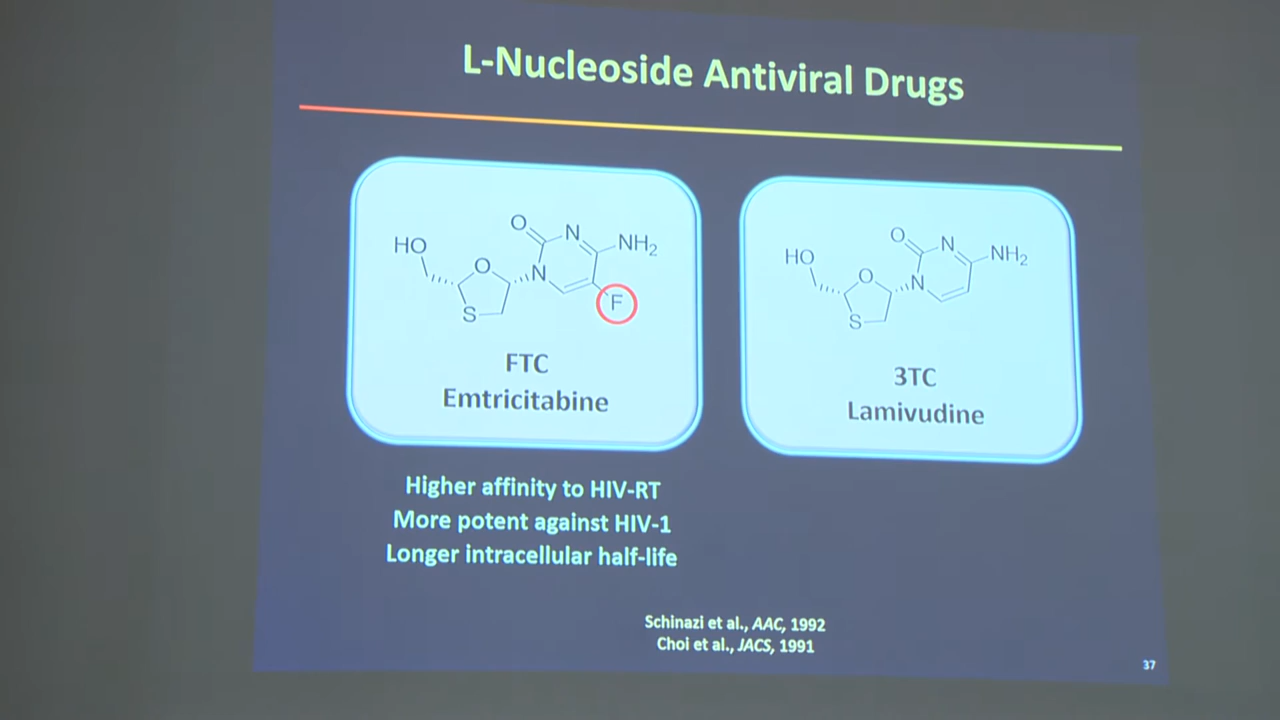 L-Nucleoside Antiviral Drugs
HO
O
S
O
N
N
NH₂
F
FTC
Emtricitabine
HO
O
S
O
N
N
NH₂
3TC
Lamivudine
Higher affinity to HIV-RT
More potent against HIV-1
Longer intracellular half-life
Schinazi et al., AAC, 1992
Choi et al., JACS, 1991
37